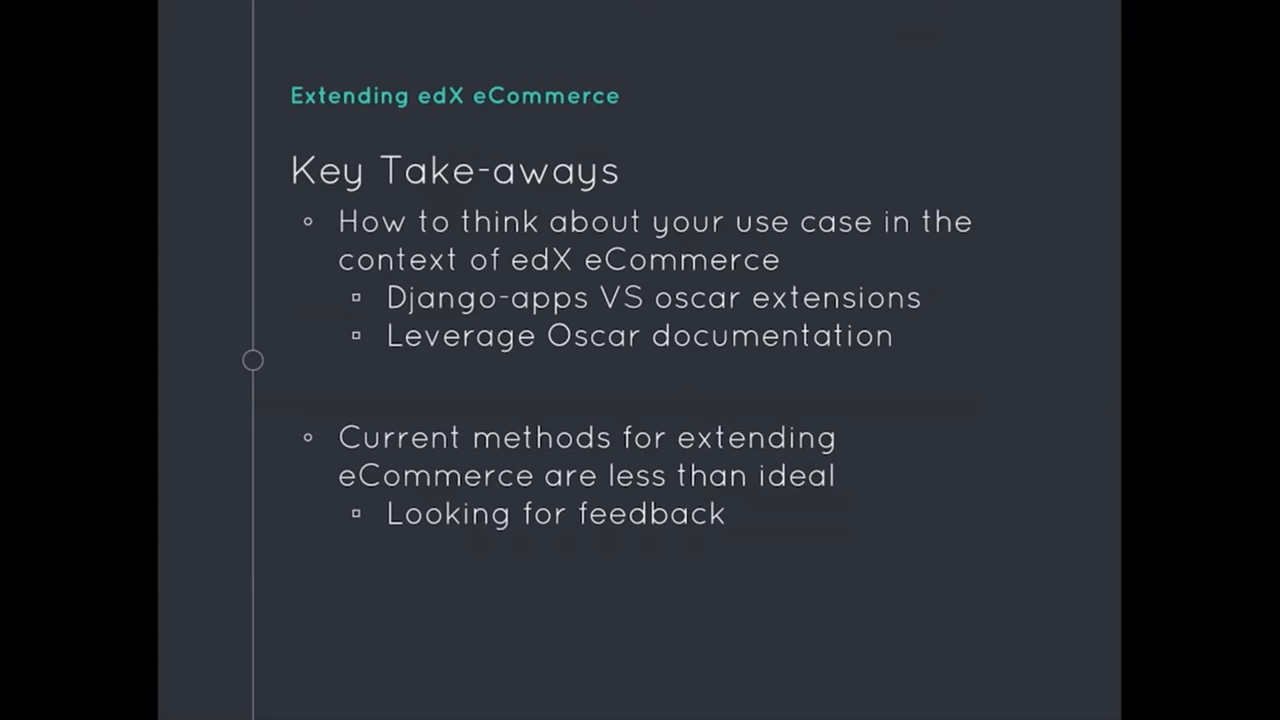 Extending edX eCommerce
Key Take-aways
How to think about your use case in the
context of edX eCommerce
Django-apps VS oscar extensions
Leverage Oscar documentation
Current methods for extending
eCommerce are less than ideal
Looking for feedback